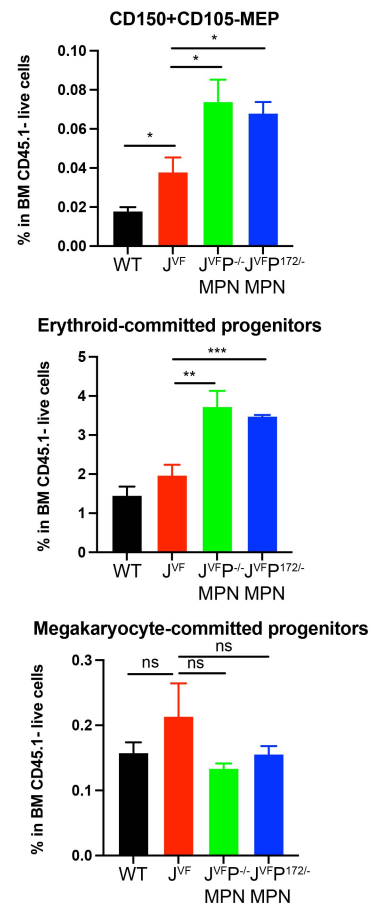 CD150+CD105-MEP
% in BM CD45.1- live cells
0.10
0.08
0.06
0.04
0.02
0.00
*
*
*
WT JVF JVFP-/- JVFP172/-
MPN MPN
Erythroid-committed progenitors
% in BM CD45.1- live cells
5
4
3
2
1
0
***
**
WT JVF JVFP-/- JVFP172/-
MPN MPN
Megakaryocyte-committed progenitors
% in BM CD45.1- live cells
0.3
0.2
0.1
0.0
ns
ns ns
WT JVF JVFP-/- JVFP172/-
MPN MPN